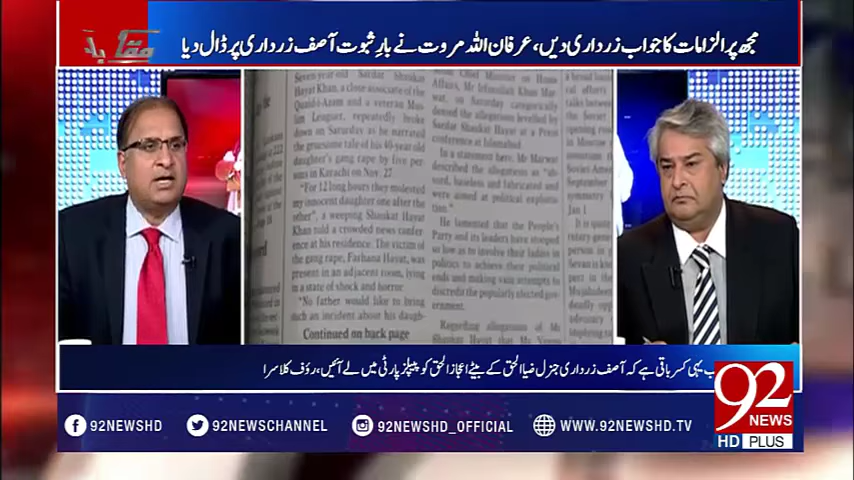 مقابل
مجھ پر الزامات کا جواب زرداری دیں، عرفان اللہ مروت نے بارِ ثبوت آصف زرداری پر ڈال دیا
Seven-year old Sardar Shaukat
Hayat Khan, a close associate of the
Quaid-i-Azam and a veteran Mus-
lim Leaguer, repeatedly broke
down on Saturday as he narrated
the gruesome tale of his 40-year old
daughter's gang rape by five per-
sons in Karachi on Nov. 27
"For 12 long hours they molested
my innocent daughter one after the
other", a weeping Shaukat Hayat
Khan told a crowded news confe-
rence at his residence. The victim of
the gang rape, Farhana Hayat, was
present in an adjacent room, lying
in a state of shock and horror.
"No father would like to bring
such an incident about his daugh-
Continued on back page
Chief Minister on Home
Affairs, Mr Irfanullah Khan Mar-
wat, on Saturday categorically
denied the allegations levelled by
Sardar Shaukat Hayat at a Press
conference at Islamabad
In a statement here, Mr Marwat
described the allegations as "ab-
surd, baseless and fabricated and
were aimed at political exploita-
tion."
He lamented that the People's
Party and its leaders have stooped
so low as to involve their ladies in
politics to achieve their political
ends and making vain attempts to
discredit the popularly elected gov-
ernment.
Regarding allegations of Mr
Shaukat Hayat that Mr
یہی کسر باقی ہے کہ آصف زرداری جنرل ضیاالحق کے بیٹے اعجازالحق کو پیپلز پارٹی میں لے آئیں، رؤف کلاسرا
92
NEWS
HD PLUS
92NEWSHD
92NEWSCHANNEL
92NEWSHD_OFFICIAL
WWW.92NEWSHD.TV